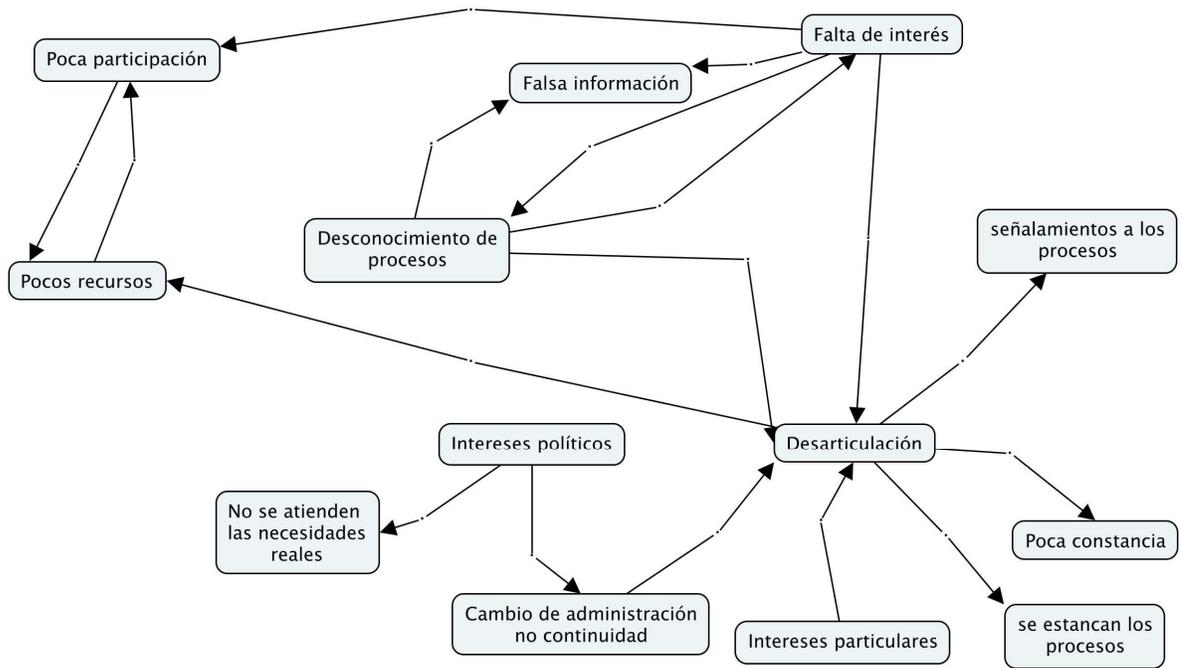 Falta de interés
Poca participación
Falsa información
Desconocimiento de
procesos
señalamientos a los
procesos
Pocos recursos
Intereses políticos
Desarticulación
No se atienden
las necesidades
reales
Poca constancia
Cambio de administración
no continuidad
Intereses particulares
se estancan los
procesos